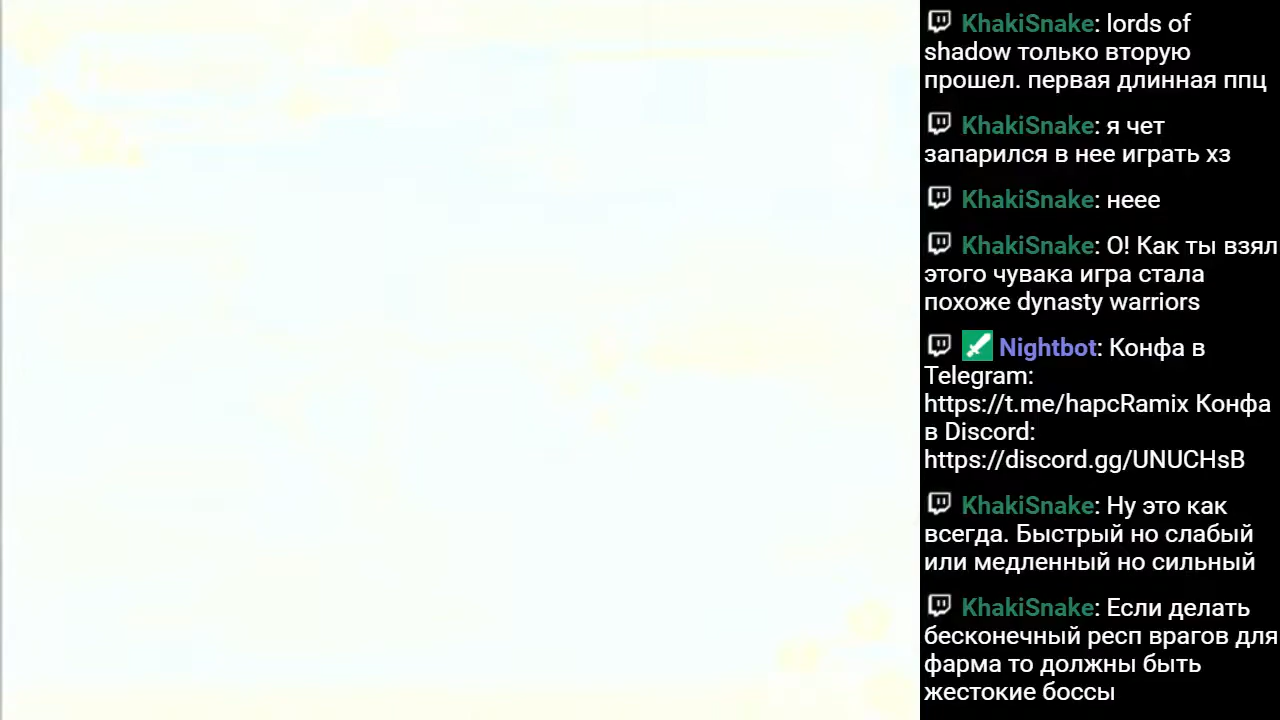 KhakiSnake: lords of
shadow только вторую
прошел. первая длинная ппц
KhakiSnake: я чет
запарился в нее играть хз
KhakiSnake: неее
KhakiSnake: О! Как ты взял
этого чувака игра стала
похоже dynasty warriors
Nightbot: Конфа в
Telegram:
https://t.me/hapcRamix Конфа
в Discord:
https://discord.gg/UNUCHsB
KhakiSnake: Ну это как
всегда. Быстрый но слабый
или медленный но сильный
KhakiSnake: Если делать
бесконечный респ врагов для
фарма то должны быть
жестокие боссы